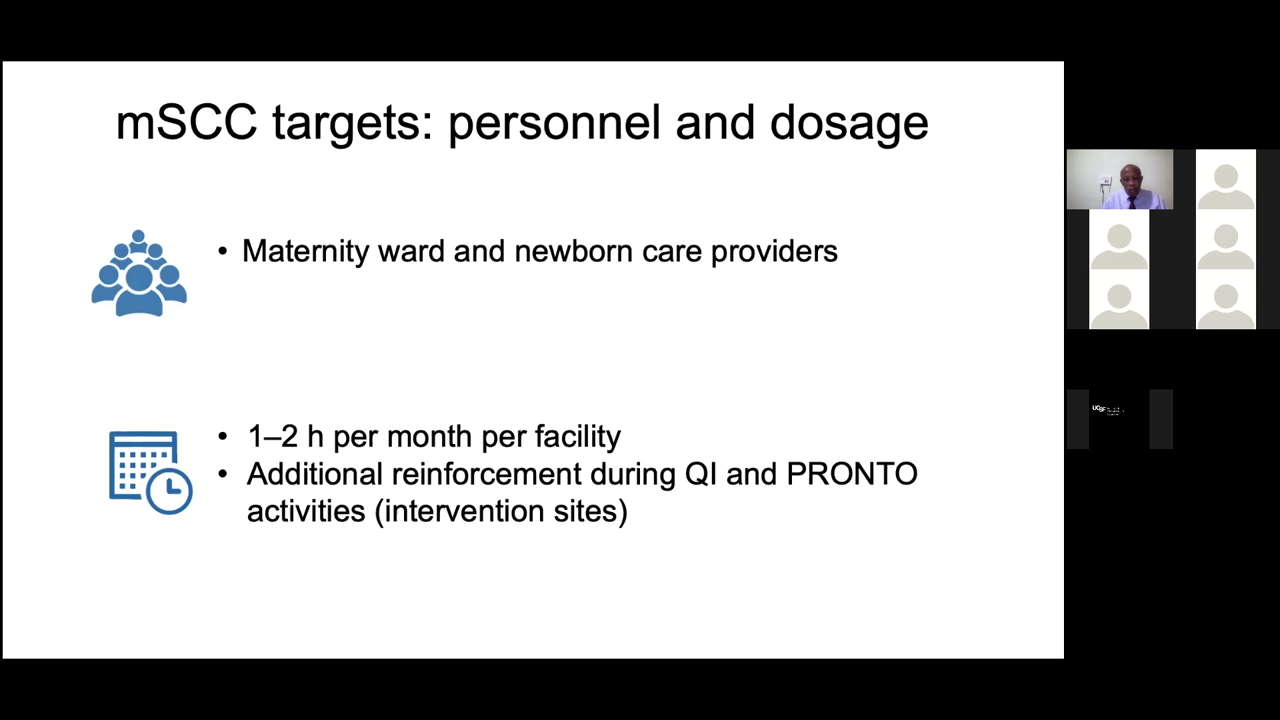 mSCC targets: personnel and dosage
• Maternity ward and newborn care providers
• 1–2 h per month per facility
• Additional reinforcement during QI and PRONTO
activities (intervention sites)
UCSF